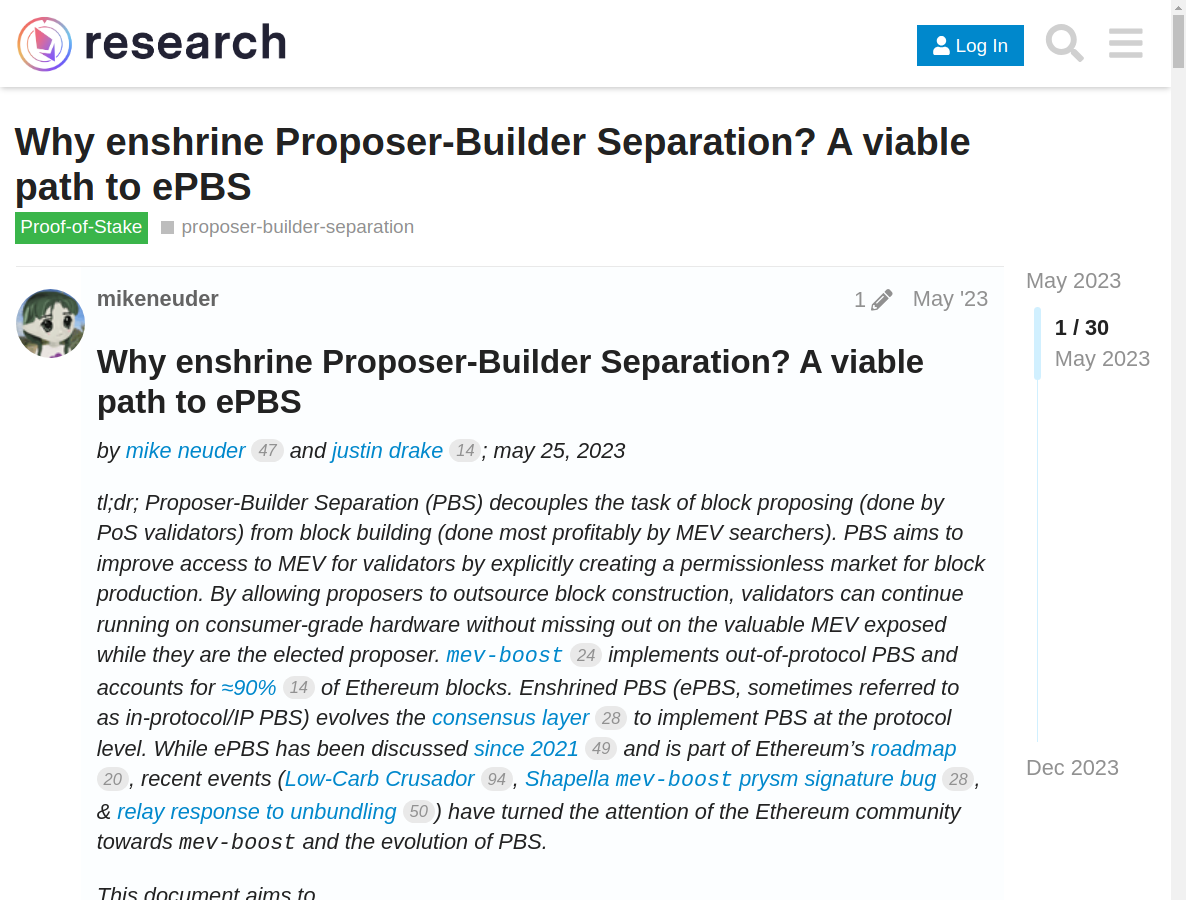 research
Log In
Why enshrine Proposer-Builder Separation? A viable
path to ePBS
Proof-of-Stake proposer-builder-separation
mikeneuder
1 May '23
May 2023
1 / 30
May 2023
Dec 2023
Why enshrine Proposer-Builder Separation? A viable
path to ePBS
by mike neuder 47 and justin drake 14; may 25, 2023
tl;dr; Proposer-Builder Separation (PBS) decouples the task of block proposing (done by
PoS validators) from block building (done most profitably by MEV searchers). PBS aims to
improve access to MEV for validators by explicitly creating a permissionless market for block
production. By allowing proposers to outsource block construction, validators can continue
running on consumer-grade hardware without missing out on the valuable MEV exposed
while they are the elected proposer. mev-boost 24 implements out-of-protocol PBS and
accounts for ≈90% 14 of Ethereum blocks. Enshrined PBS (ePBS, sometimes referred to
as in-protocol/IP PBS) evolves the consensus layer 28 to implement PBS at the protocol
level. While ePBS has been discussed since 2021 49 and is part of Ethereum’s roadmap
20, recent events (Low-Carb Crusador 94, Shapella mev-boost prysm signature bug 28,
& relay response to unbundling 50) have turned the attention of the Ethereum community
towards mev-boost and the evolution of PBS.
This document aims to